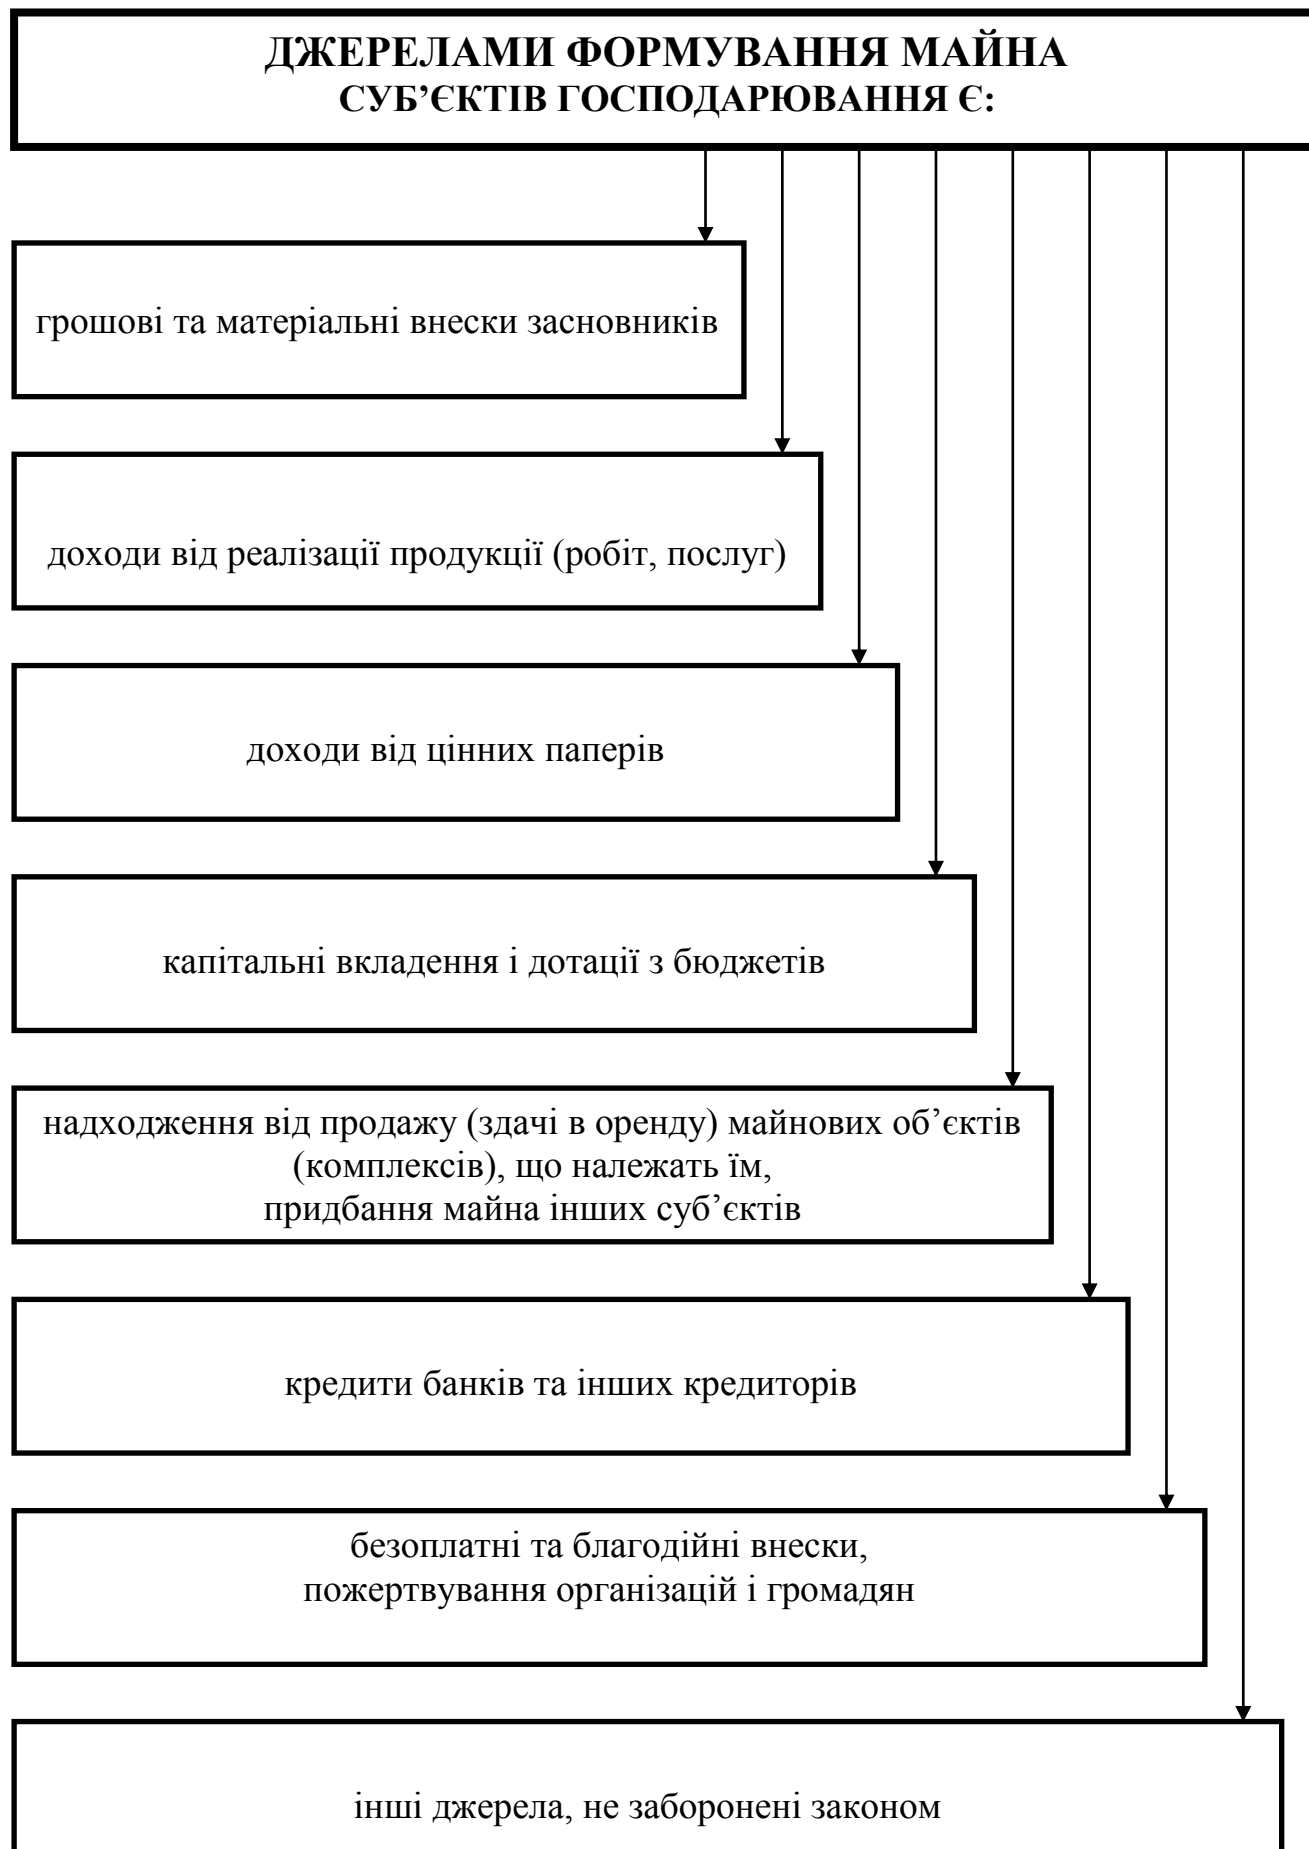 ДЖЕРЕЛАМИ ФОРМУВАННЯ МАЙНА
СУБ’ЄКТІВ ГОСПОДАРЮВАННЯ Є:
грошові та матеріальні внески засновників
доходи від реалізації продукції (робіт, послуг)
доходи від цінних паперів
капітальні вкладення і дотації з бюджетів
надходження від продажу (здачі в оренду) майнових об’єктів
(комплексів), що належать їм,
придбання майна інших суб’єктів
кредити банків та інших кредиторів
безоплатні та благодійні внески,
пожертвування організацій і громадян
інші джерела, не заборонені законом